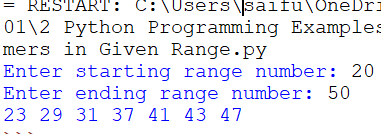 = RESTART: C:\Users\saifu\OneDri
01\2 Python Programming Examples
mers in Given Range.py
Enter starting range number: 20
Enter ending range number: 50
23 29 31 37 41 43 47